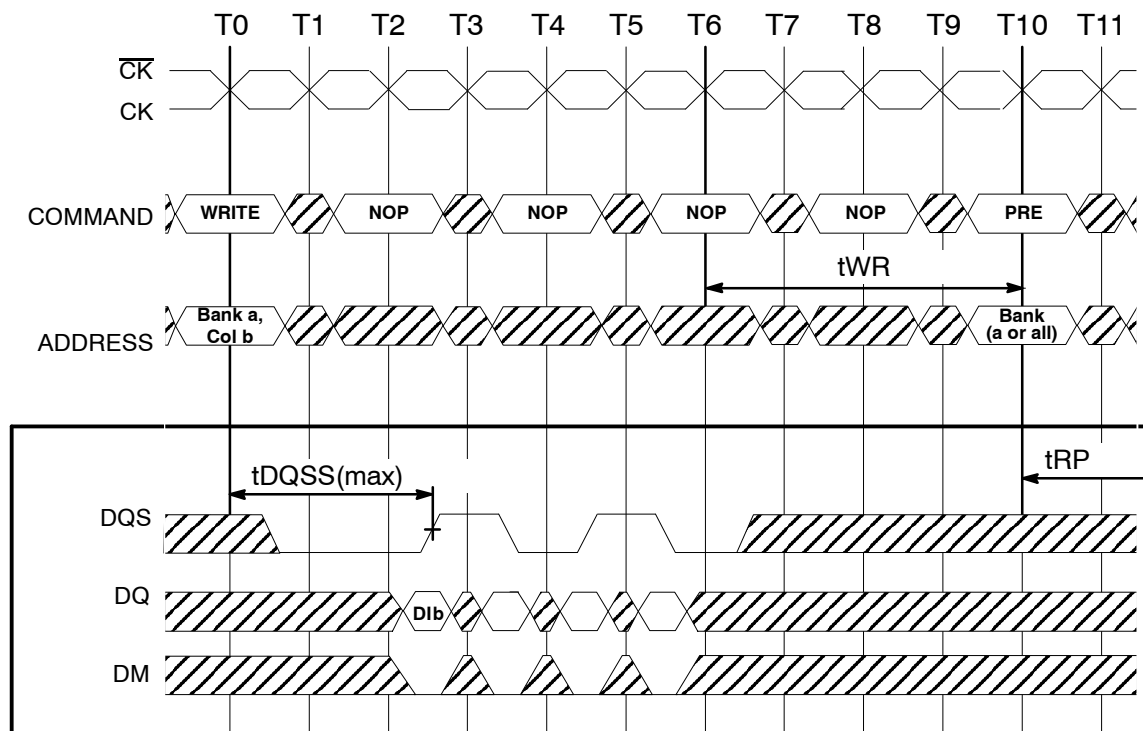 T0 T1 T2 T3 T4 T5 T6 T7 T8 T9 T10 T11
CK
CK
COMMAND WRITE NOP NOP NOP NOP PRE
tWR
ADDRESS Bank a, Col b Bank (a or all)
tDQSS(max) tRP
DQS
DQ DIb
DM